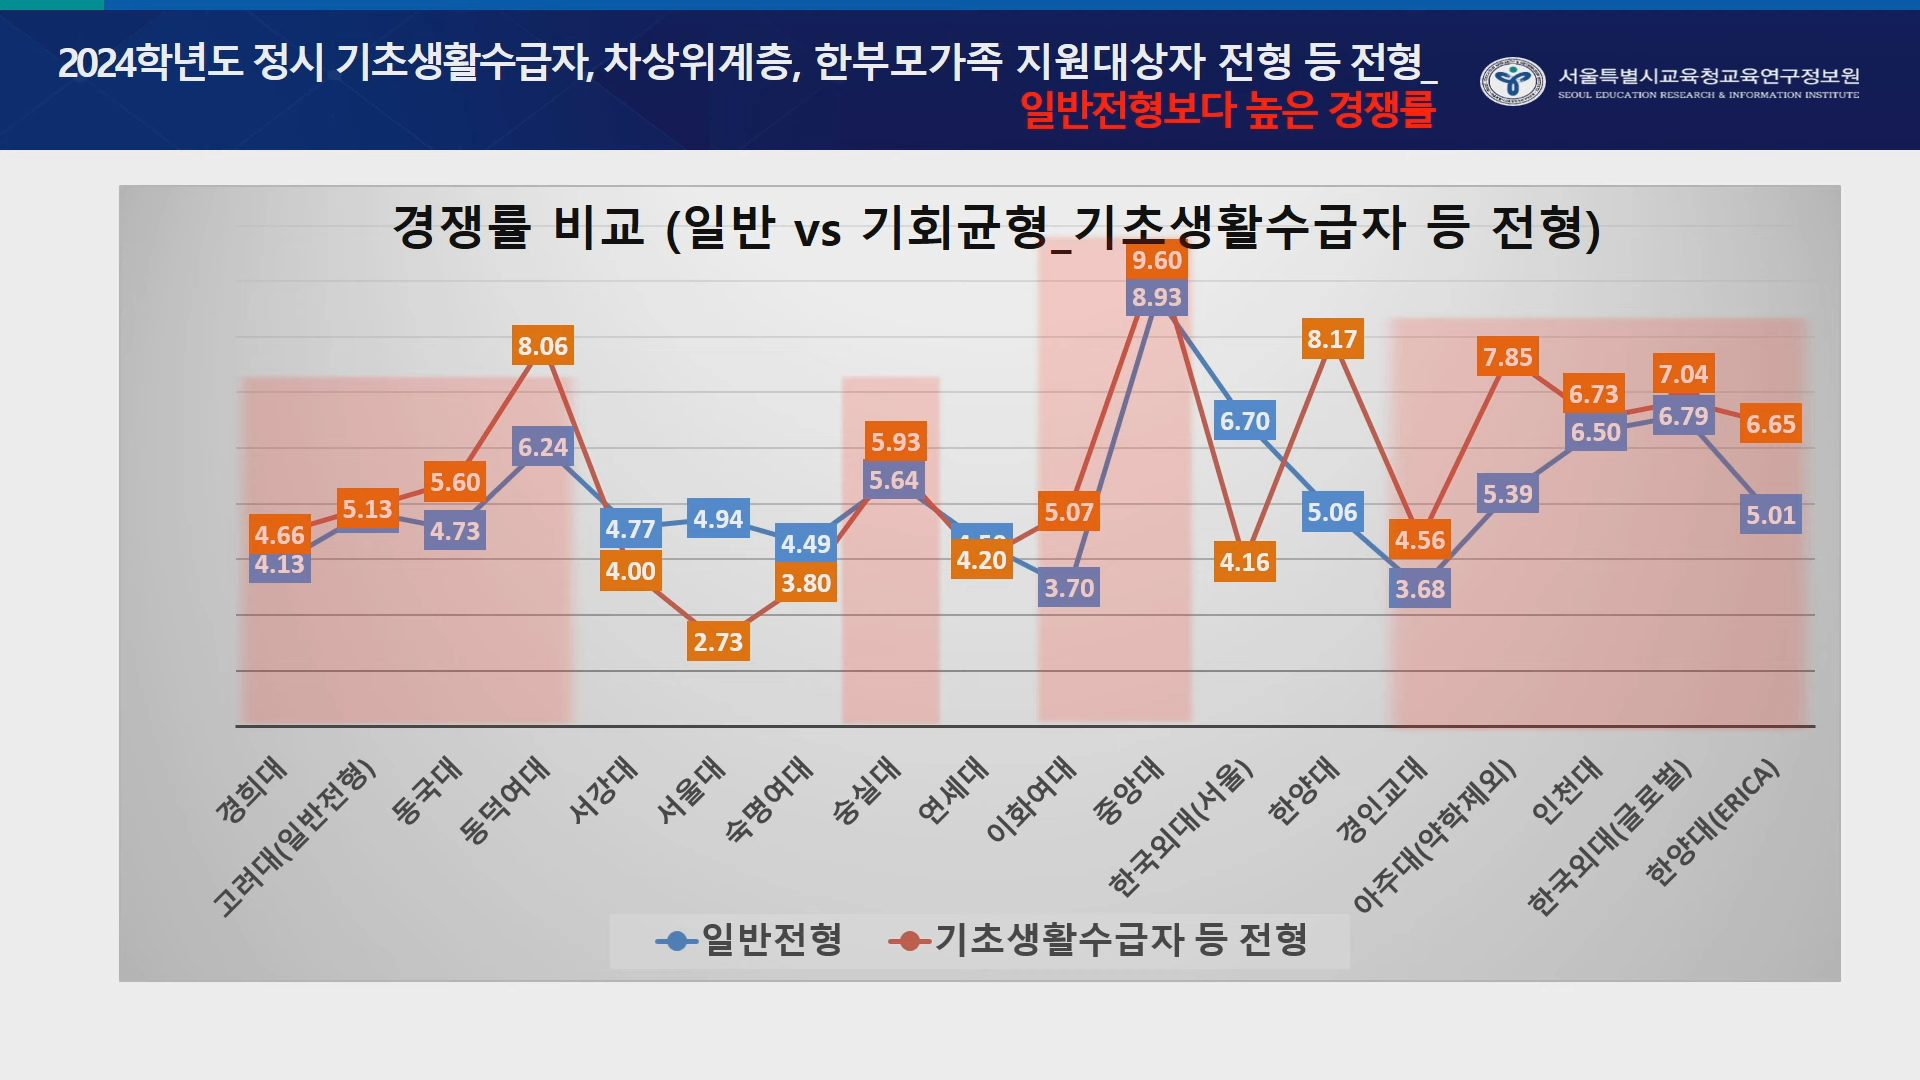 2024학년도 정시 기초생활수급자, 차상위계층, 한부모가족 지원대상자 전형 등 전형_
일반전형보다 높은 경쟁률
서울특별시교육청교육연구정보원
SEOUL EDUCATION RESEARCH & INFORMATION INSTITUTE
경쟁률 비교 (일반 vs 기회균형_기초생활수급자 등 전형)
9.60
8.93
8.06
8.17
7.85
7.04
6.73
6.79
6.70
6.65
6.50
6.24
5.93
5.64
5.60
5.39
5.13
5.07
5.06
5.01
4.94
4.77
4.73
4.66
4.56
4.49
4.20
4.16
4.13
4.00
3.80
3.70
3.68
2.73
경희대
고려대(일반전형)
동국대
동덕여대
서강대
서울대
숙명여대
숭실대
연세대
이화여대
중앙대
한국외대(서울)
한양대
경인교대
아주대(약학제외)
인천대
한국외대(글로벌)
한양대(ERICA)
일반전형
기초생활수급자 등 전형